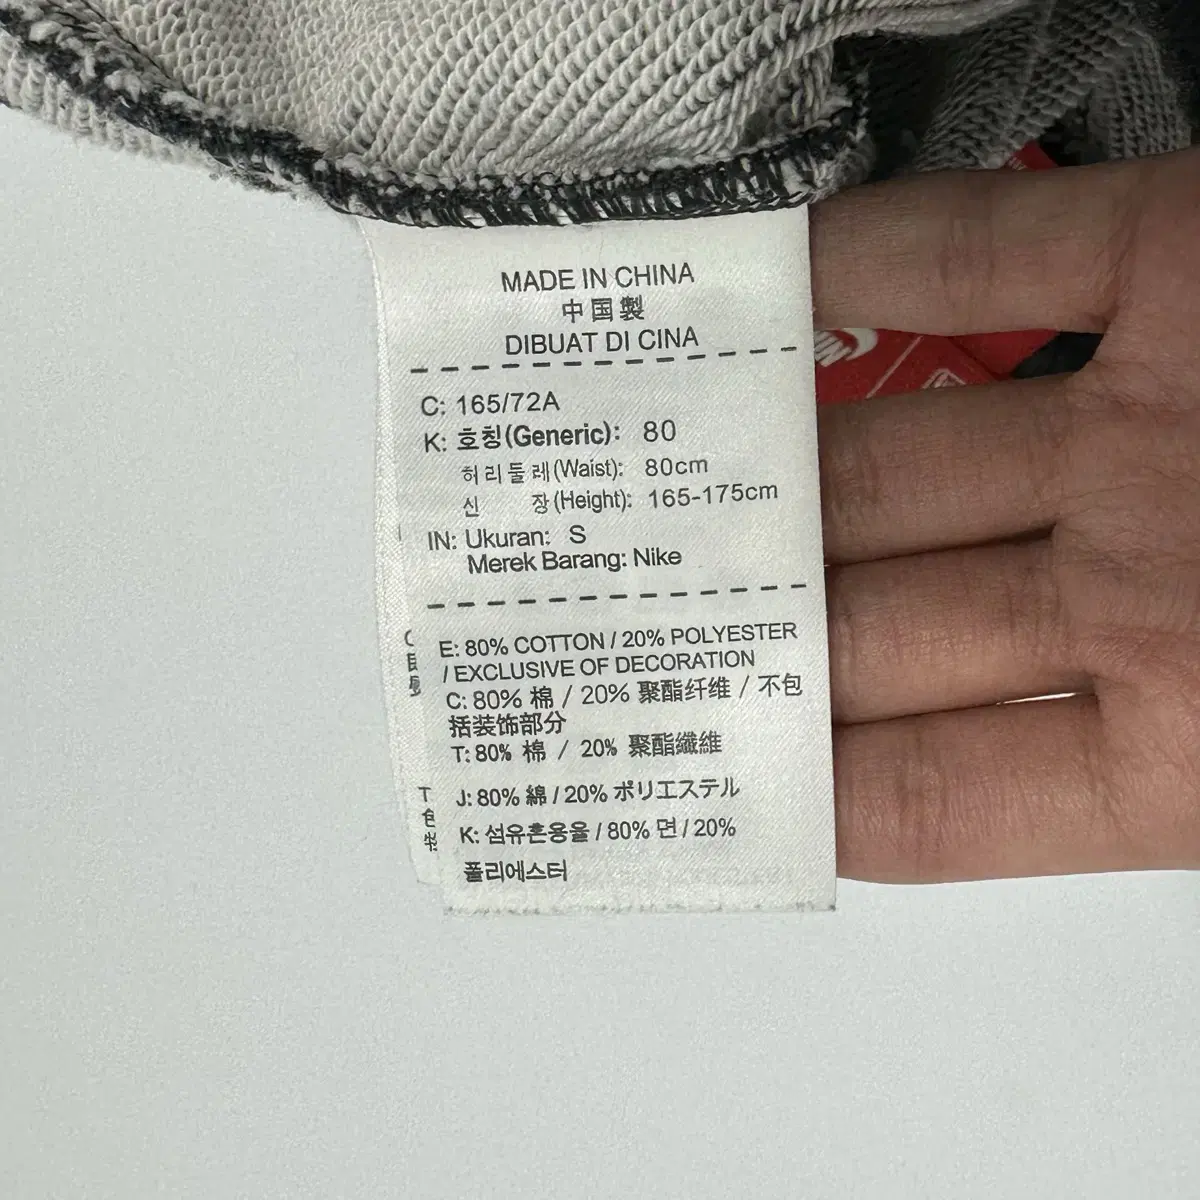 MADE IN CHINA
中国製
DIBUAT DI CINA
C: 165/72A
K: 호칭(Generic): 80
허리둘레(Waist): 80cm
신 장(Height): 165-175cm
IN: Ukuran: S
Merek Barang: Nike
E: 80% COTTON / 20% POLYESTER
/ EXCLUSIVE OF DECORATION
C: 80% 棉 / 20% 聚酯纤维 / 不包
括装饰部分
T: 80% 棉 / 20% 聚酯纖維
J: 80% 綿 / 20% ポリエステル
K: 섬유혼용율 / 80% 면 / 20%
폴리에스터